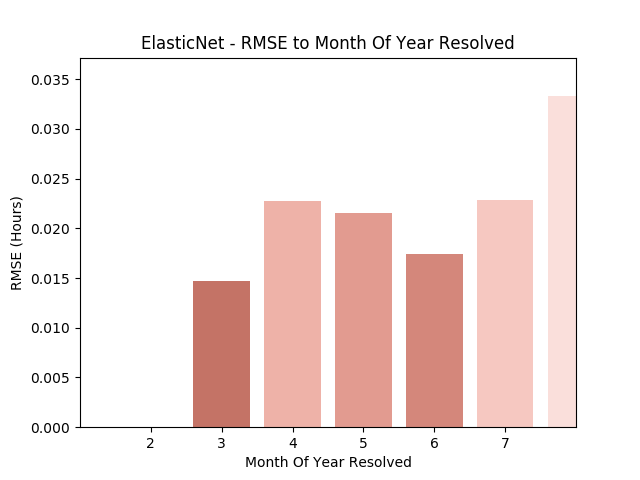 ElasticNet - RMSE to Month Of Year Resolved
0.035
0.030
0.025
0.020
0.015
0.010
0.005
0.000
RMSE (Hours)
2 3 4 5 6 7
Month Of Year Resolved